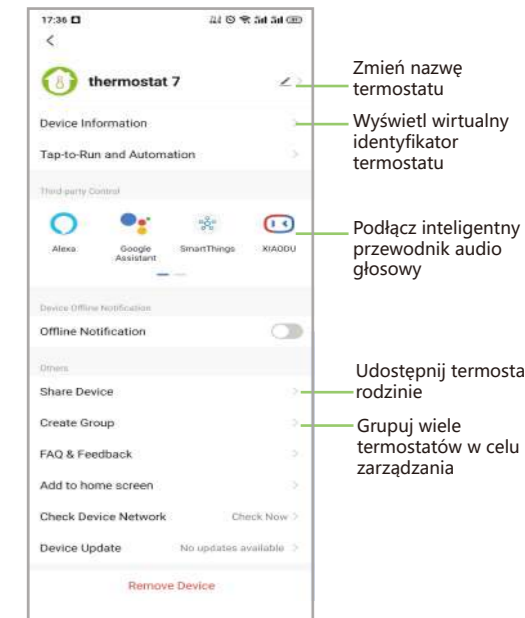 17:36
thermostat 7
Zmień nazwę
termostatu
Device Information
Wyświetl wirtualny
identyfikator
termostatu
Tap-to-Run and Automation
Third-party Control
Alexa
Google
Assistant
SmartThings
XIAODU
Podłącz inteligentny
przewodnik audio
głosowy
Device Offline Notification
Offline Notification
Others
Share Device
Udostępnij termosta
rodzinie
Create Group
Grupuj wiele
termostatów w celu
zarządzania
FAQ & Feedback
Add to home screen
Check Device Network Check Now
Device Update No updates available
Remove Device